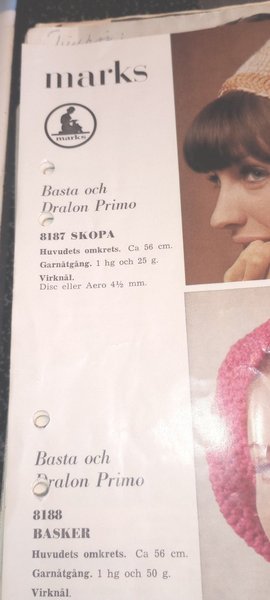 marks
marks
Basta och
Dralon Primo
8187 SKOPA
Huvudets omkrets. Ca 56 cm.
Garnåtgång. 1 hg och 25 g.
Virknål.
Disc eller Aero 4½ mm.
Basta och
Dralon Primo
8188
BASKER
Huvudets omkrets. Ca 56 cm.
Garnåtgång. 1 hg och 50 g.
Virknål.